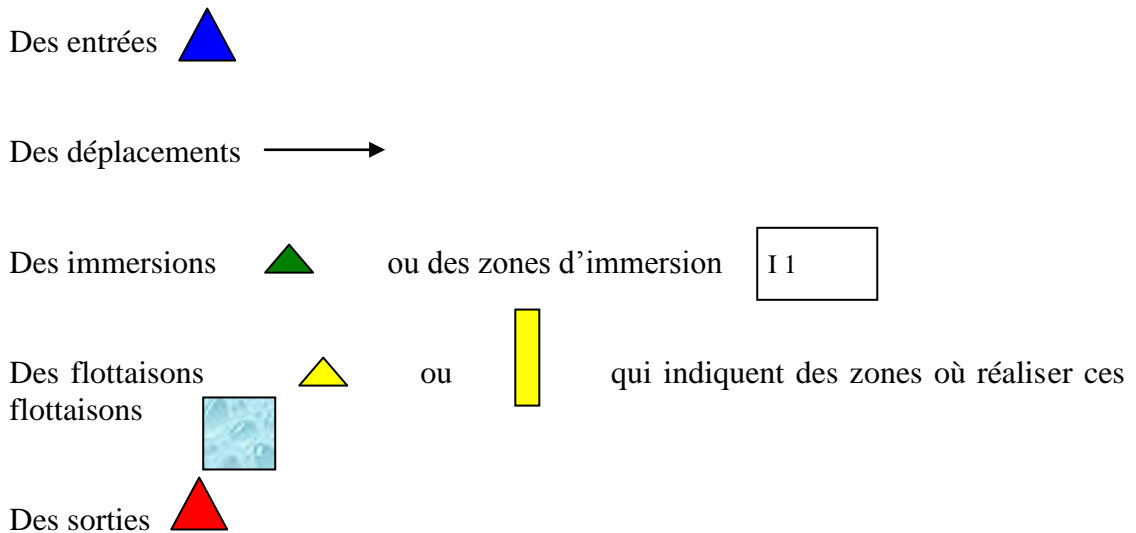 Des entrées
Des déplacements
Des immersions ou des zones d’immersion I 1
Des flottaisons ou qui indiquent des zones où réaliser ces
flottaisons
Des sorties